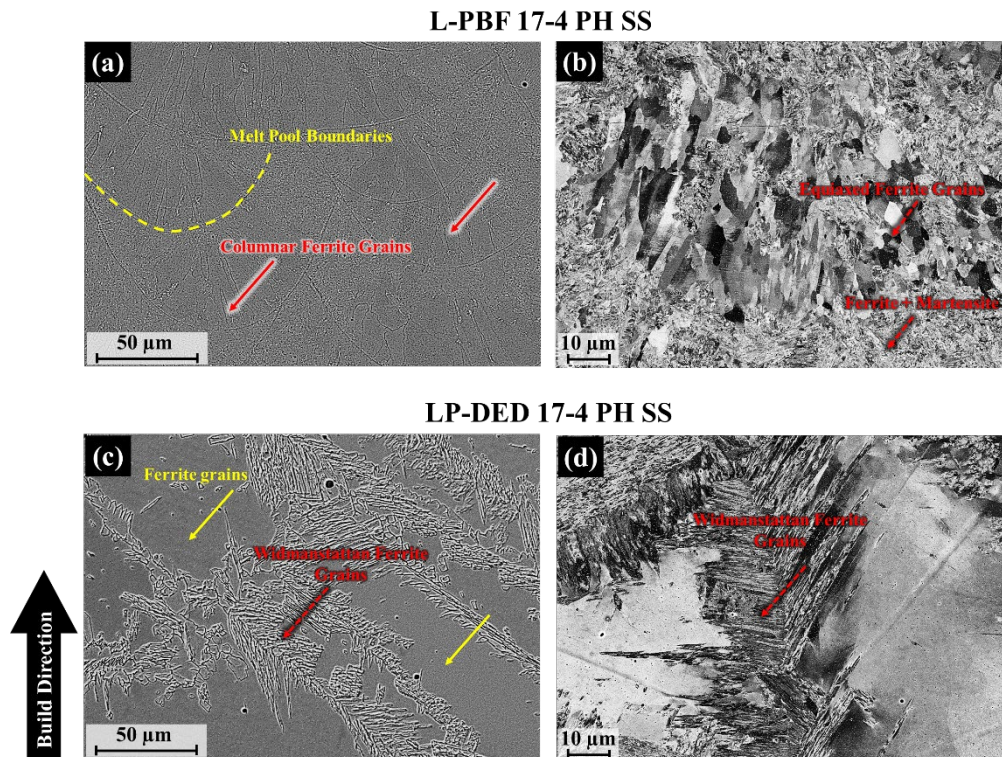 L-PBF 17-4 PH SS
(a)
Melt Pool Boundaries
Columnar Ferrite Grains
50 µm
(b)
Equiaxed Ferrite Grains
Ferrite + Martensite
10 µm
LP-DED 17-4 PH SS
(c)
Ferrite grains
Widmanstattan Ferrite
Grains
50 µm
(d)
Widmanstattan Ferrite
Grains
10 µm
Build Direction